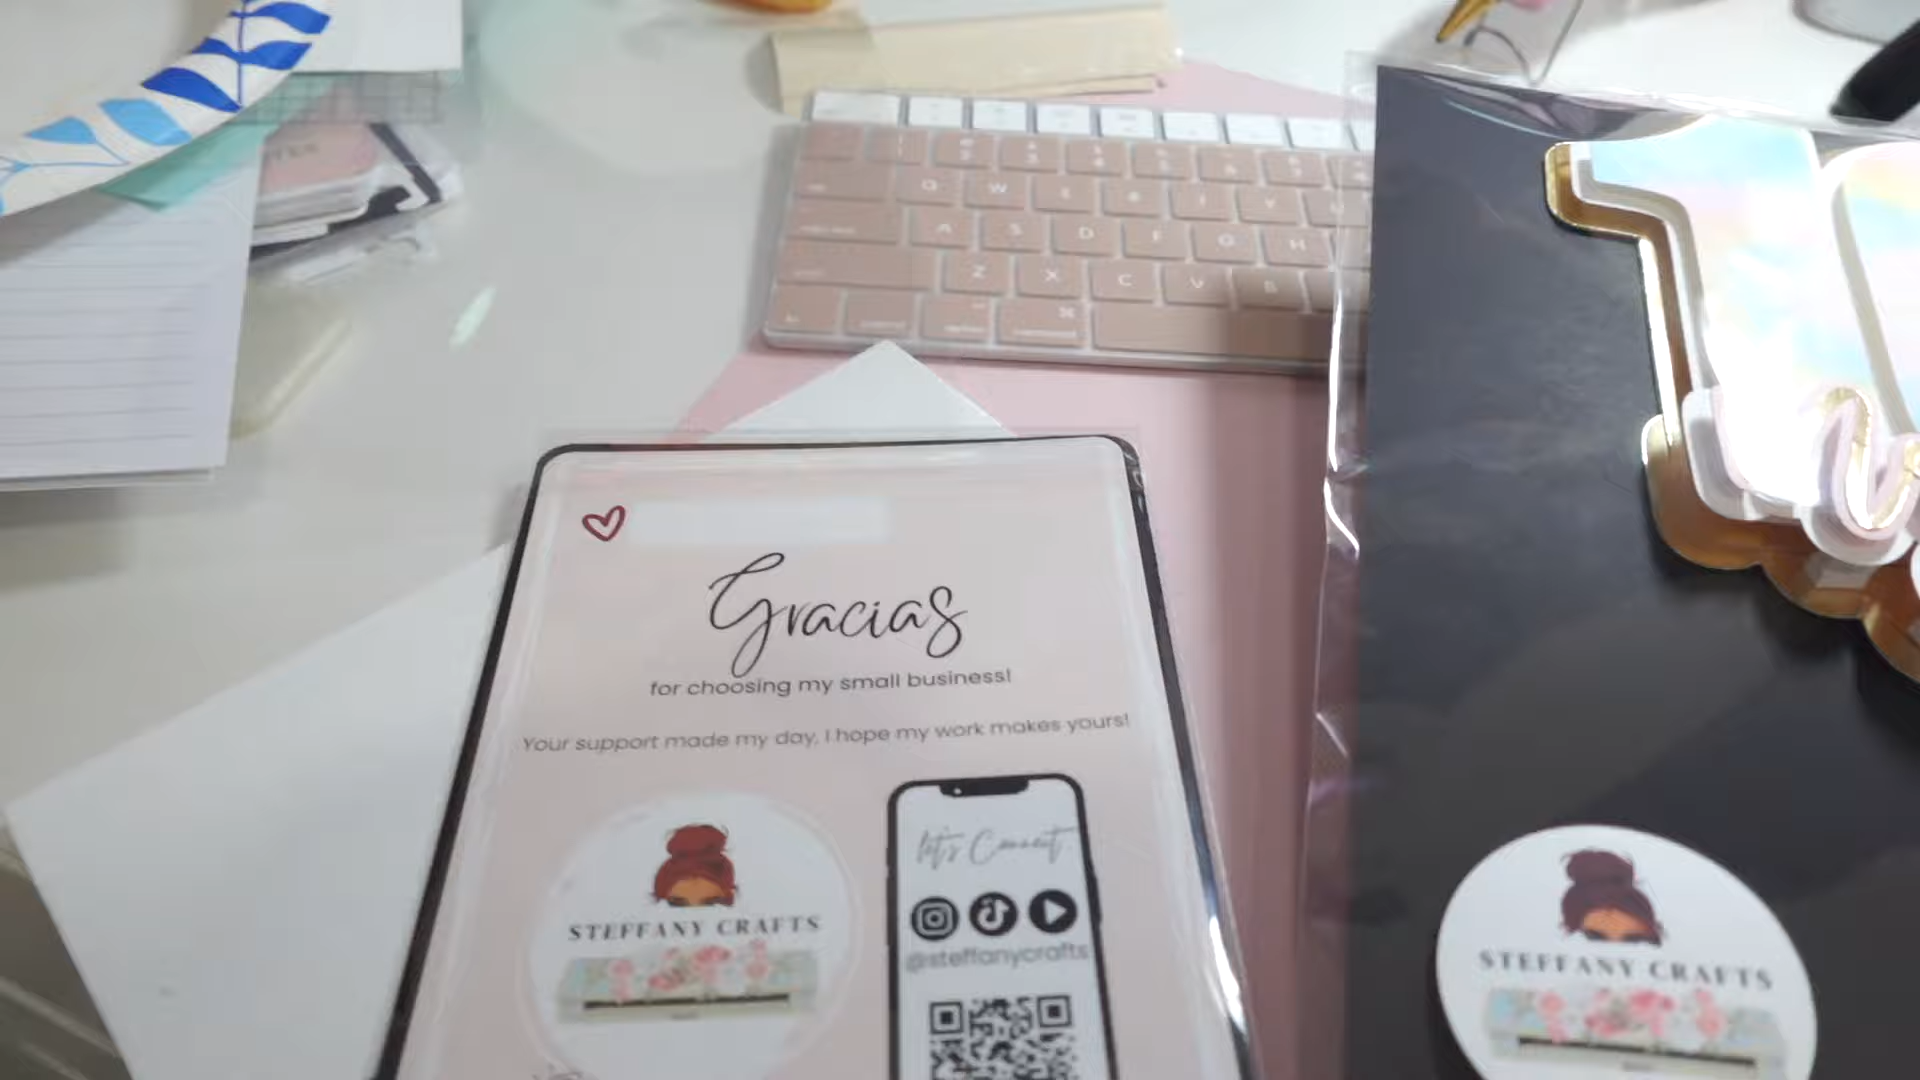 Gracias
for choosing my small business!
Your support made my day, I hope my work makes yours!
let's Connect
@steffanycrafts
STEFFANY CRAFTS
STEFFANY CRAFTS
Q W
A S D F G H
Z X C V B